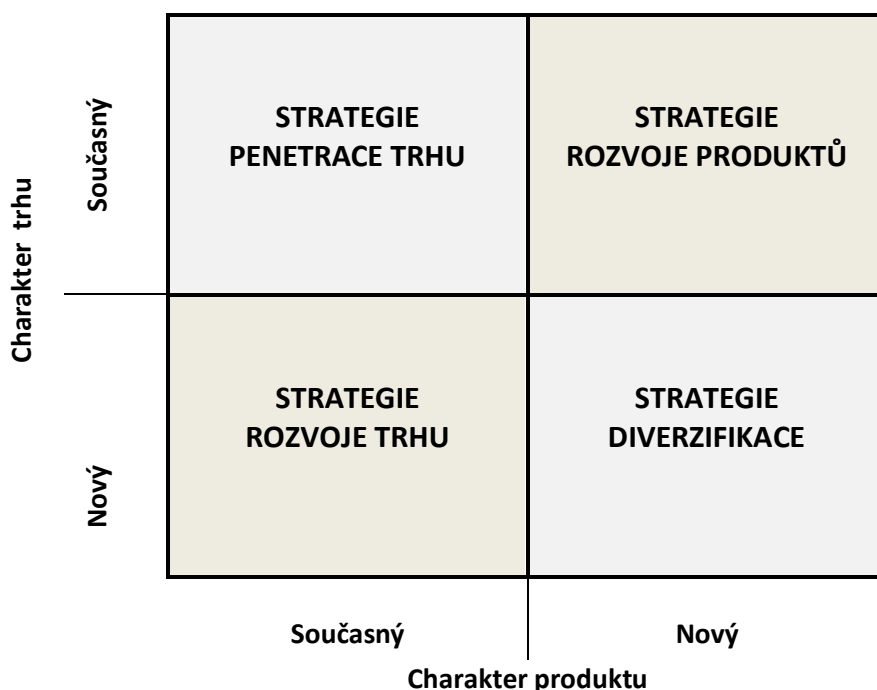 Charakter trhu
Současný
STRATEGIE
PENETRACE TRHU
STRATEGIE
ROZVOJE PRODUKTŮ
Nový
STRATEGIE
ROZVOJE TRHU
STRATEGIE
DIVERZIFIKACE
Současný
Nový
Charakter produktu